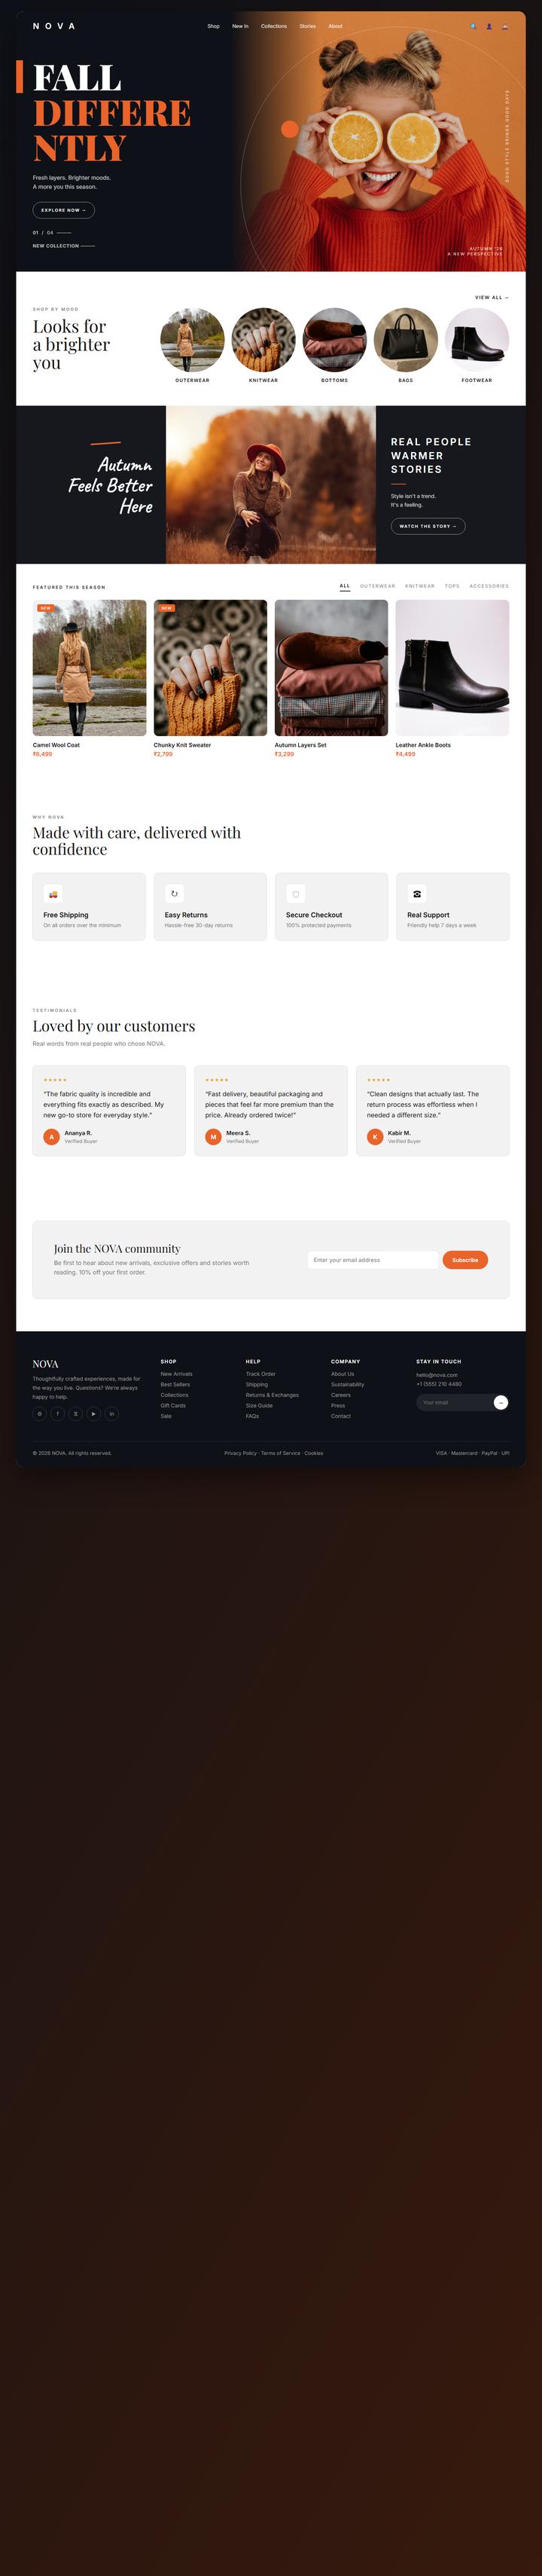 NOVA
Shop New In Collections Stories About
FALL
DIFFERE
NTLY
Fresh layers. Brighter moods.
A more you this season.
EXPLORE NOW →
01 / 04
NEW COLLECTION
GOOD STYLE BRINGS GOOD DAYS
AUTUMN '26
A NEW PERSPECTIVE
VIEW ALL →
SHOP BY MOOD
Looks for
a brighter
you
OUTERWEAR KNITWEAR BOTTOMS BAGS FOOTWEAR
Autumn
Feels Better
Here
REAL PEOPLE
WARMER
STORIES
Style isn't a trend.
It's a feeling.
WATCH THE STORY →
FEATURED THIS SEASON
ALL OUTERWEAR KNITWEAR TOPS ACCESSORIES
NEW
NEW
Camel Wool Coat
₹6,499
Chunky Knit Sweater
₹2,799
Autumn Layers Set
₹3,299
Leather Ankle Boots
₹4,499
WHY NOVA
Made with care, delivered with
confidence
Free Shipping
On all orders over the minimum
Easy Returns
Hassle-free 30-day returns
Secure Checkout
100% protected payments
Real Support
Friendly help 7 days a week
TESTIMONIALS
Loved by our customers
Real words from real people who chose NOVA.
★★★★★
"The fabric quality is incredible and
everything fits exactly as described. My
new go-to store for everyday style."
A
Ananya R.
Verified Buyer
★★★★★
"Fast delivery, beautiful packaging and
pieces that feel far more premium than the
price. Already ordered twice!"
M
Meera S.
Verified Buyer
★★★★★
"Clean designs that actually last. The
return process was effortless when I
needed a different size."
K
Kabir M.
Verified Buyer
Join the NOVA community
Be first to hear about new arrivals, exclusive offers and stories worth
reading. 10% off your first order.
Enter your email address
Subscribe
NOVA
Thoughtfully crafted experiences, made for
the way you live. Questions? We're always
happy to help.
f
in
SHOP
New Arrivals
Best Sellers
Collections
Gift Cards
Sale
HELP
Track Order
Shipping
Returns & Exchanges
Size Guide
FAQs
COMPANY
About Us
Sustainability
Careers
Press
Contact
STAY IN TOUCH
hello@nova.com
+1 (555) 210 4480
Your email
→
© 2026 NOVA. All rights reserved.
Privacy Policy · Terms of Service · Cookies
VISA · Mastercard · PayPal · UPI